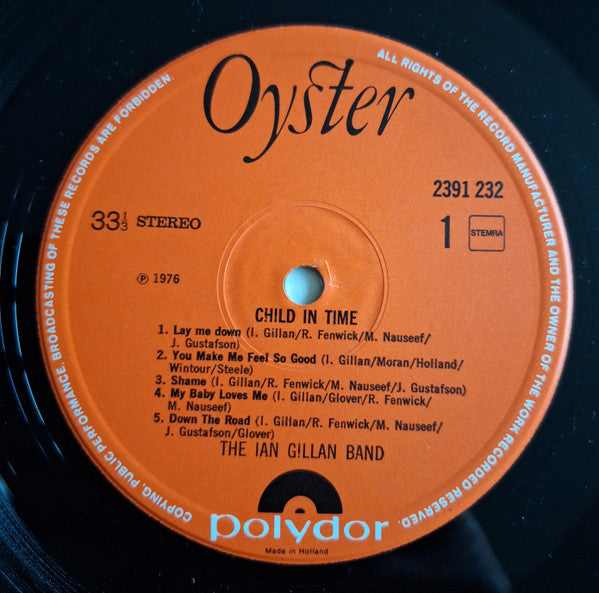 Oyster
ALL RIGHTS OF THE RECORD MANUFACTURER AND THE OWNER OF THE WORK RECORDED RESERVED.
COPYING, PUBLIC PERFORMANCE, BROADCASTING OF THESE RECORDS ARE FORBIDDEN.
2391 232
33⅓ STEREO
1
STEMRA
℗ 1976
CHILD IN TIME
1. Lay me down (I. Gillan/R. Fenwick/M. Nauseef/
J. Gustafson)
2. You Make Me Feel So Good (I. Gillan/Moran/Holland/
Wintour/Steele)
3. Shame (I. Gillan/R. Fenwick/M. Nauseef/J. Gustafson)
4. My Baby Loves Me (I. Gillan/Glover/R. Fenwick/
M. Nauseef)
5. Down The Road (I. Gillan/R. Fenwick/M. Nauseef/
J. Gustafson/Glover)
THE IAN GILLAN BAND
polydor
Made in Holland